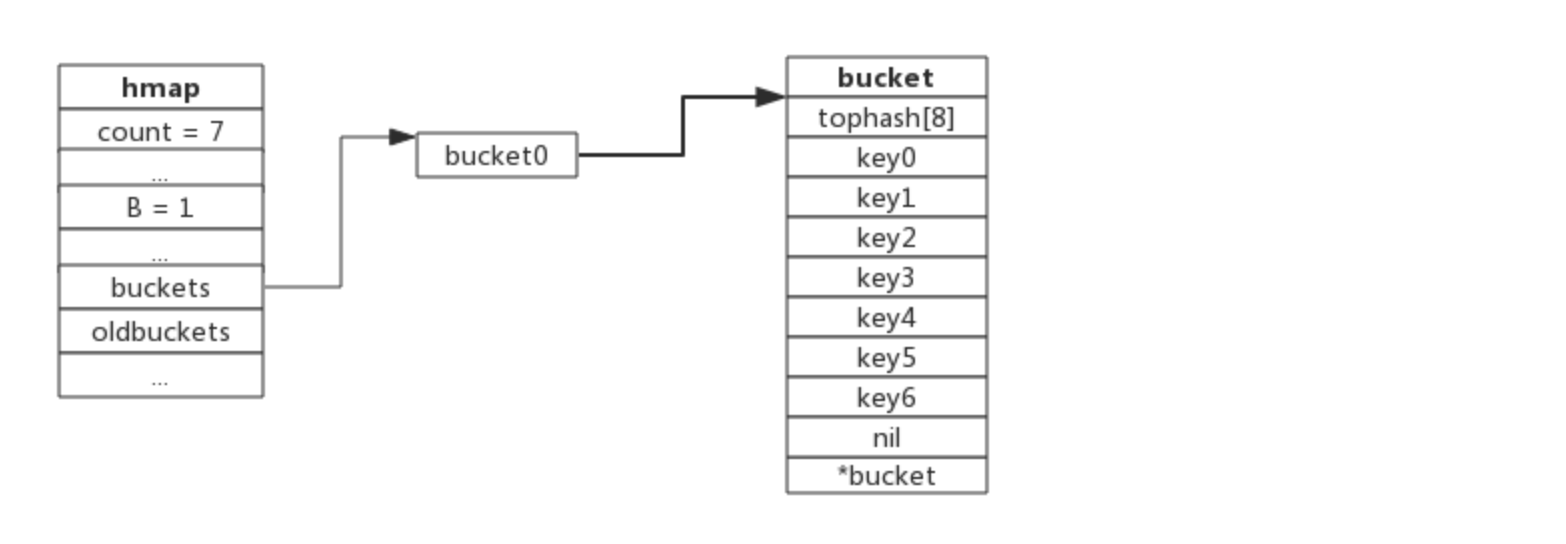 hmap
count = 7
...
B = 1
...
buckets
oldbuckets
...
bucket0
bucket
tophash[8]
key0
key1
key2
key3
key4
key5
key6
nil
*bucket